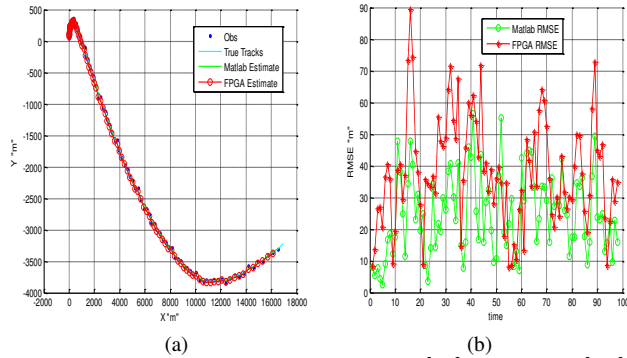 500
0
-500
-1000
-1500
-2000
-2500
-3000
-3500
-4000
Y "m"
-2000 0 2000 4000 6000 8000 10000 12000 14000 16000 18000
X "m"
Obs
True Tracks
Matlab Estimate
FPGA Estimate
(a)
90
80
70
60
50
40
30
20
10
0
RMSE "m"
0 10 20 30 40 50 60 70 80 90 100
time
Matlab RMSE
FPGA RMSE
(b)